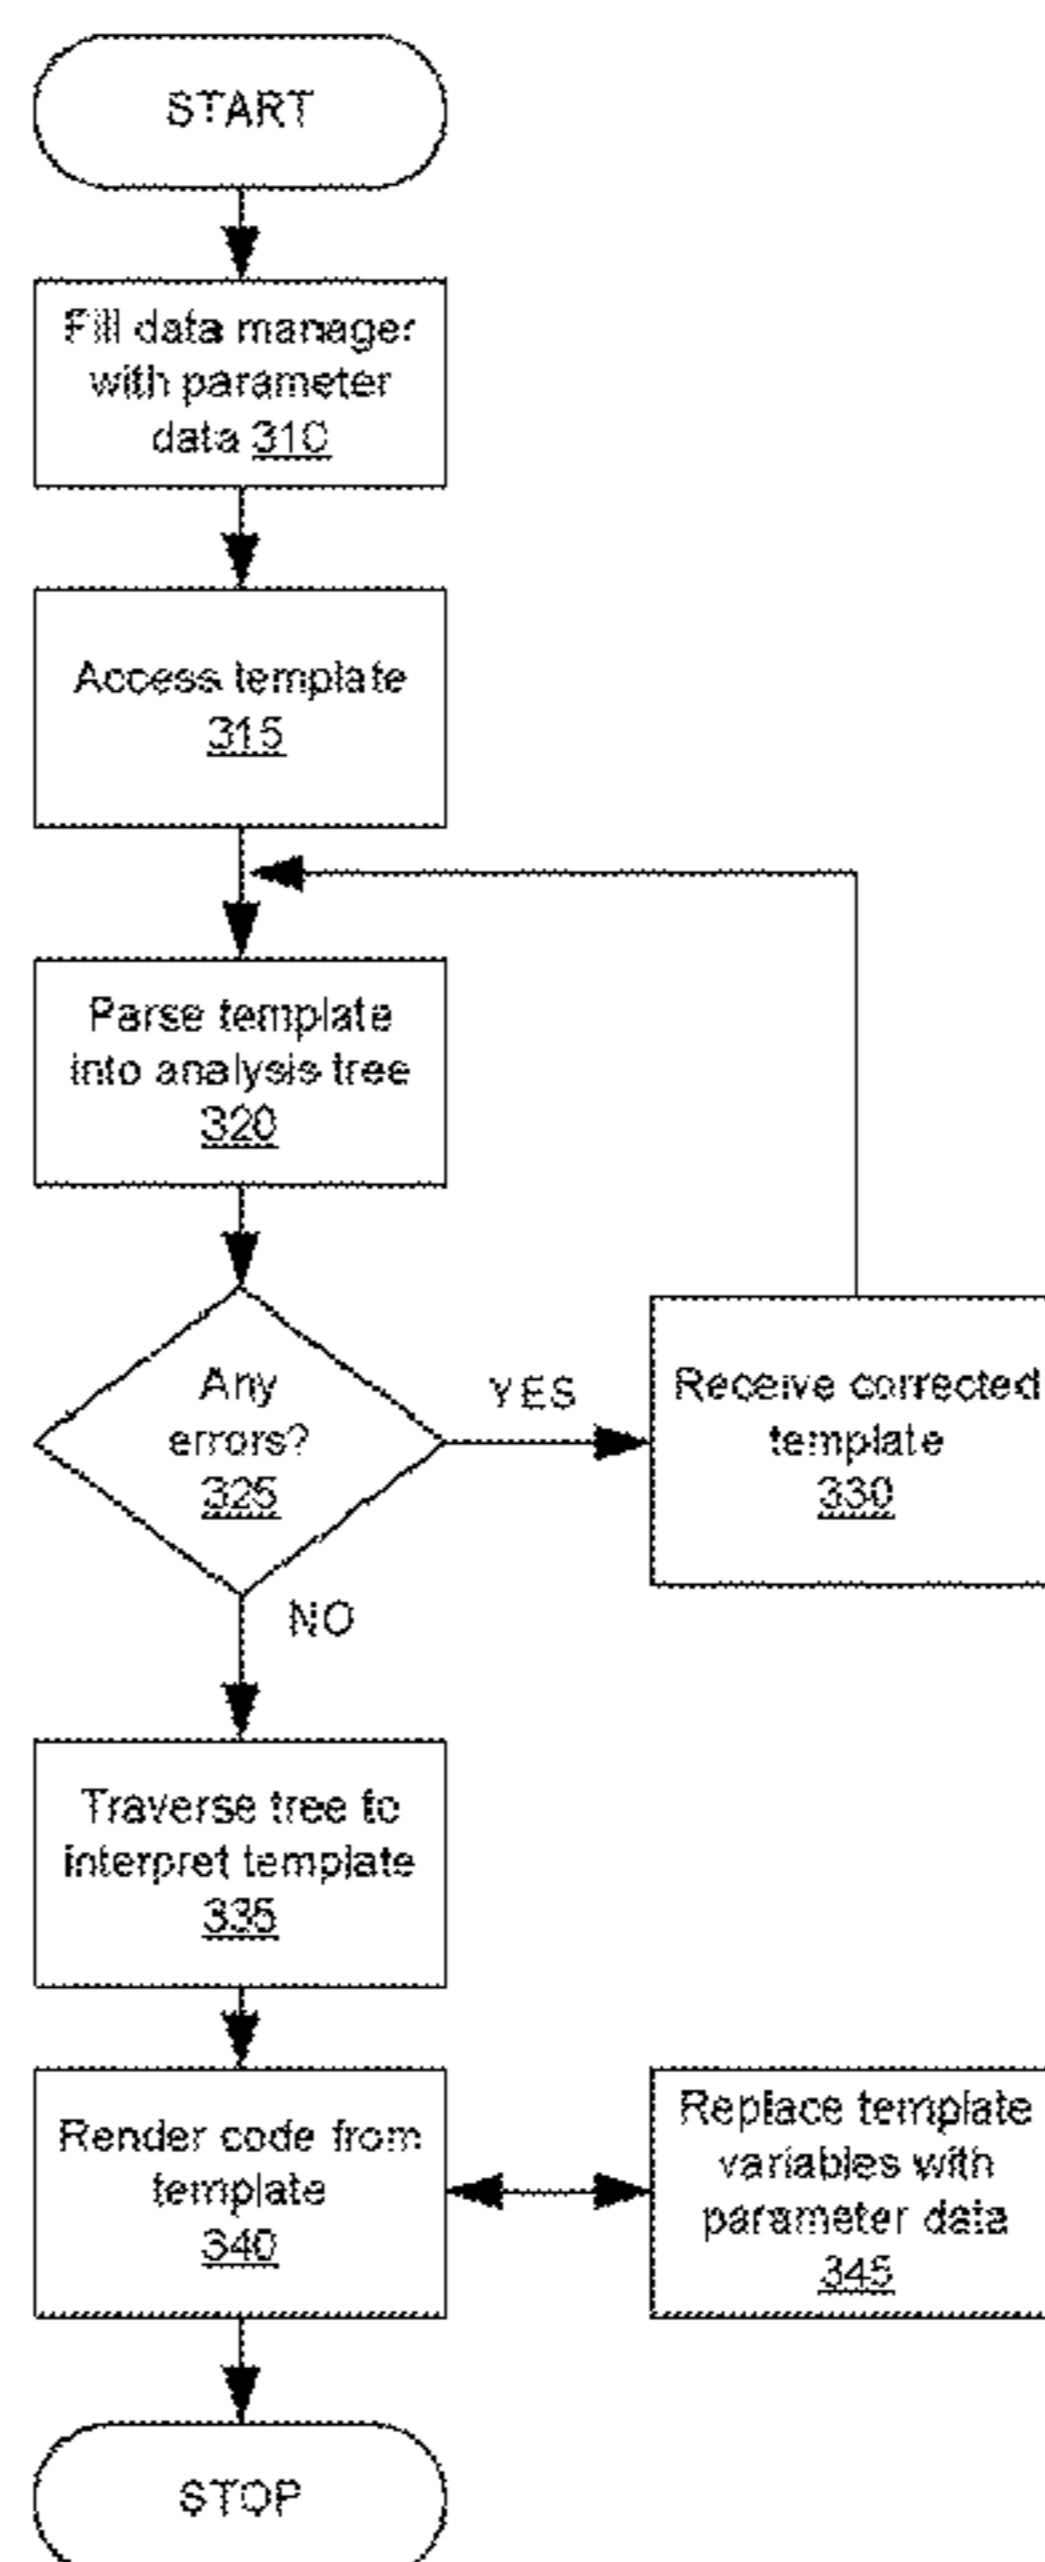 START
Fill data manager
with parameter
data 310
Access template
315
Parse template
into analysis tree
320
Any
errors?
325
YES
Receive corrected
template
330
NO
Traverse tree to
interpret template
335
Render code from
template
340
Replace template
variables with
parameter data
345
STOP